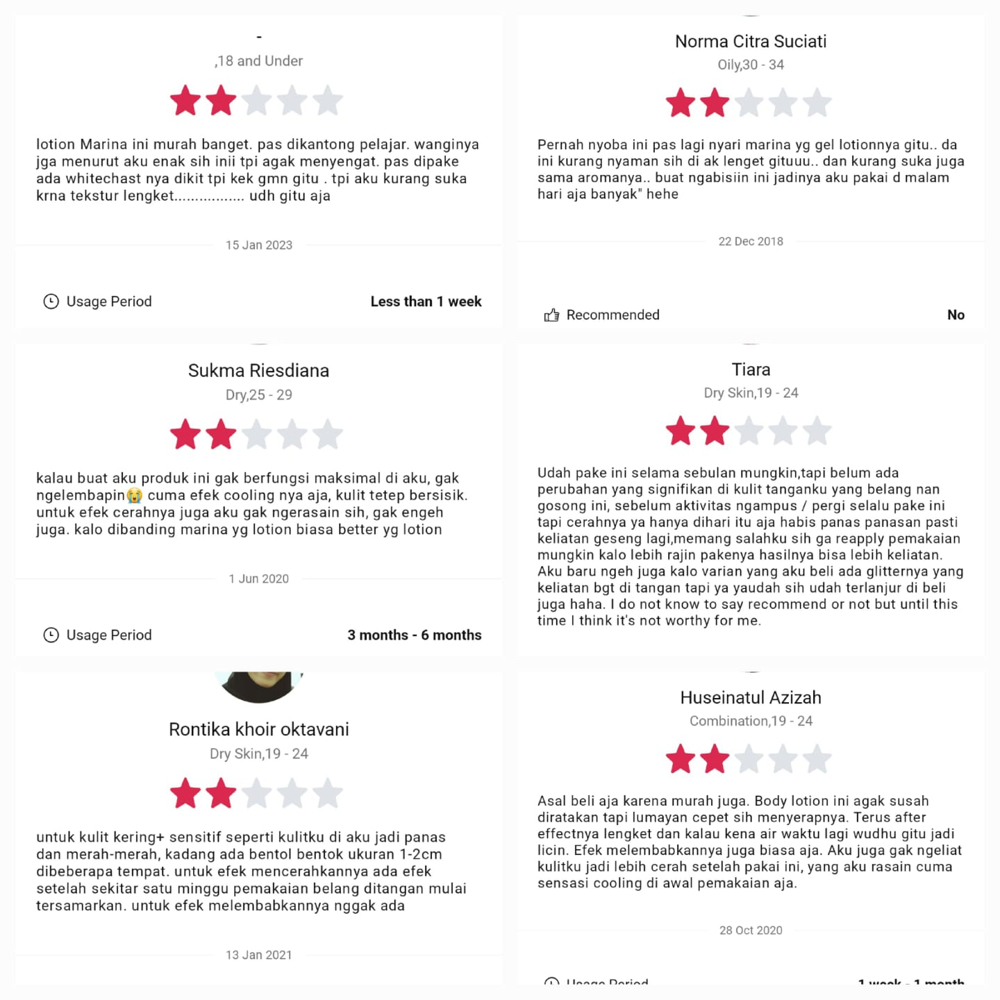 -
,18 and Under
lotion Marina ini murah banget. pas dikantong pelajar. wanginya
jga menurut aku enak sih inii tpi agak menyengat. pas dipake
ada whitechast nya dikit tpi kek gmn gitu . tpi aku kurang suka
krna tekstur lengket................. udh gitu aja
15 Jan 2023
Usage Period
Less than 1 week
Norma Citra Suciati
Oily,30 - 34
Pernah nyoba ini pas lagi nyari marina yg gel lotionnya gitu.. da
ini kurang nyaman sih di ak lenget gituuu.. dan kurang suka juga
sama aromanya.. buat ngabisiin ini jadinya aku pakai d malam
hari aja banyak" hehe
22 Dec 2018
Recommended
No
Sukma Riesdiana
Dry,25 - 29
kalau buat aku produk ini gak berfungsi maksimal di aku, gak
ngelembapin😭 cuma efek cooling nya aja, kulit tetep bersisik.
untuk efek cerahnya juga aku gak ngerasain sih, gak engeh
juga. kalo dibanding marina yg lotion biasa better yg lotion
1 Jun 2020
Usage Period
3 months - 6 months
Tiara
Dry Skin,19 - 24
Udah pake ini selama sebulan mungkin,tapi belum ada
perubahan yang signifikan di kulit tanganku yang belang nan
gosong ini, sebelum aktivitas ngampus / pergi selalu pake ini
tapi cerahnya ya hanya dihari itu aja habis panas panasan pasti
keliatan geseng lagi,memang salahku sih ga reapply pemakaian
mungkin kalo lebih rajin pakenya hasilnya bisa lebih keliatan.
Aku baru ngeh juga kalo varian yang aku beli ada glitternya yang
keliatan bgt di tangan tapi ya yaudah sih udah terlanjur di beli
juga haha. I do not know to say recommend or not but until this
time I think it's not worthy for me.
Rontika khoir oktavani
Dry Skin,19 - 24
untuk kulit kering+ sensitif seperti kulitku di aku jadi panas
dan merah-merah, kadang ada bentol bentok ukuran 1-2cm
dibeberapa tempat. untuk efek mencerahkannya ada efek
setelah sekitar satu minggu pemakaian belang ditangan mulai
tersamarkan. untuk efek melembabkannya nggak ada
13 Jan 2021
Huseinatul Azizah
Combination,19 - 24
Asal beli aja karena murah juga. Body lotion ini agak susah
diratakan tapi lumayan cepet sih menyerapnya. Terus after
effectnya lengket dan kalau kena air waktu lagi wudhu gitu jadi
licin. Efek melembabkannya juga biasa aja. Aku juga gak ngeliat
kulitku jadi lebih cerah setelah pakai ini, yang aku rasain cuma
sensasi cooling di awal pemakaian aja.
28 Oct 2020
Usage Period
1 week - 1 month